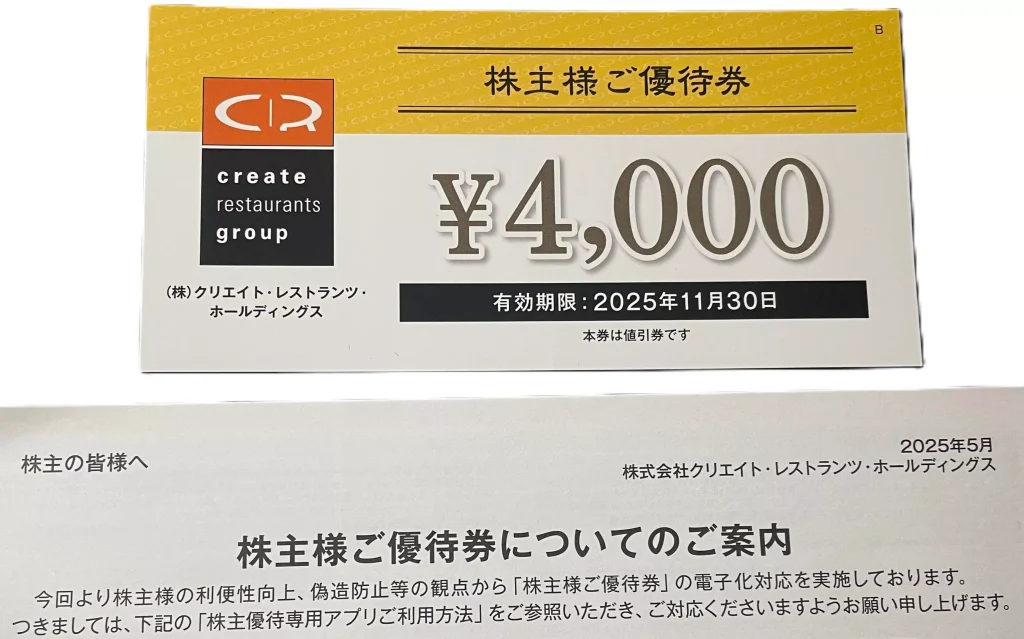 B
株主様ご優待券
CR
create
restaurants
group
¥4,000
(株)クリエイト・レストランツ・
ホールディングス
有効期限：2025年11月30日
本券は値引券です
2025年5月
株主の皆様へ
株式会社クリエイト・レストランツ・ホールディングス
株主様ご優待券についてのご案内
今回より株主様の利便性向上、偽造防止等の観点から「株主様ご優待券」の電子化対応を実施しております。
つきましては、下記の「株主優待専用アプリご利用方法」をご参照いただき、ご対応くださいますようお願い申し上げます。